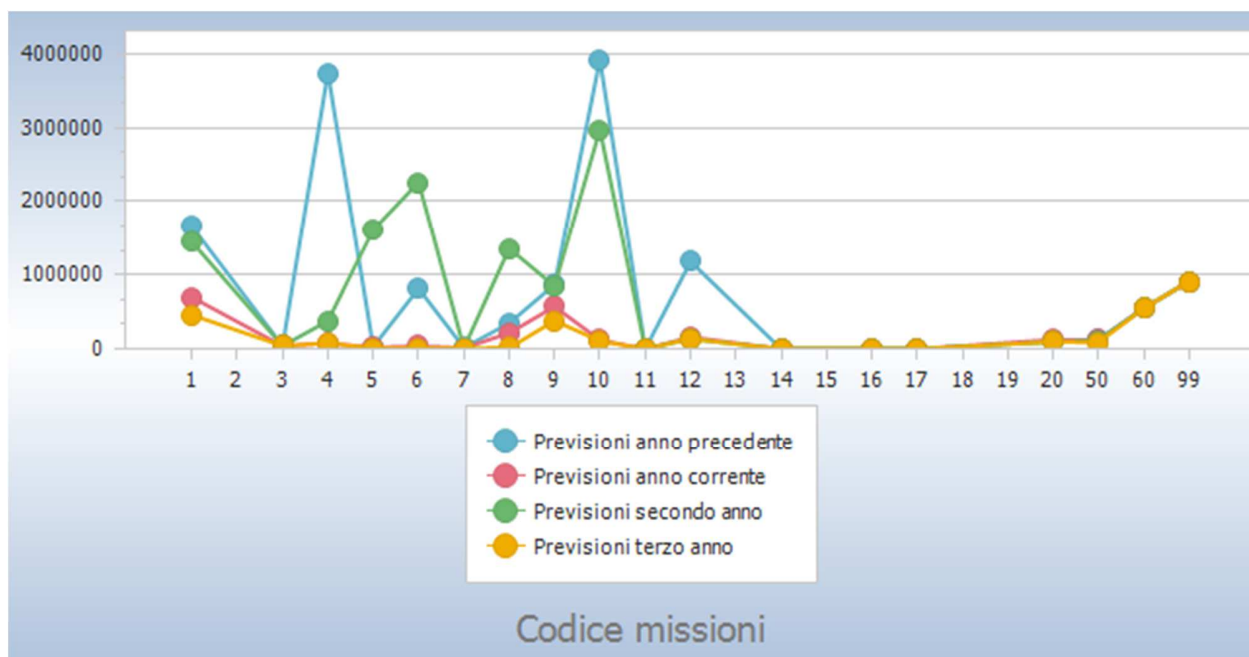 4000000
3000000
2000000
1000000
0
1 2 3 4 5 6 7 8 9 10 11 12 13 14 15 16 17 18 19 20 50 60 99
Previsioni anno precedente
Previsioni anno corrente
Previsioni secondo anno
Previsioni terzo anno
Codice missioni